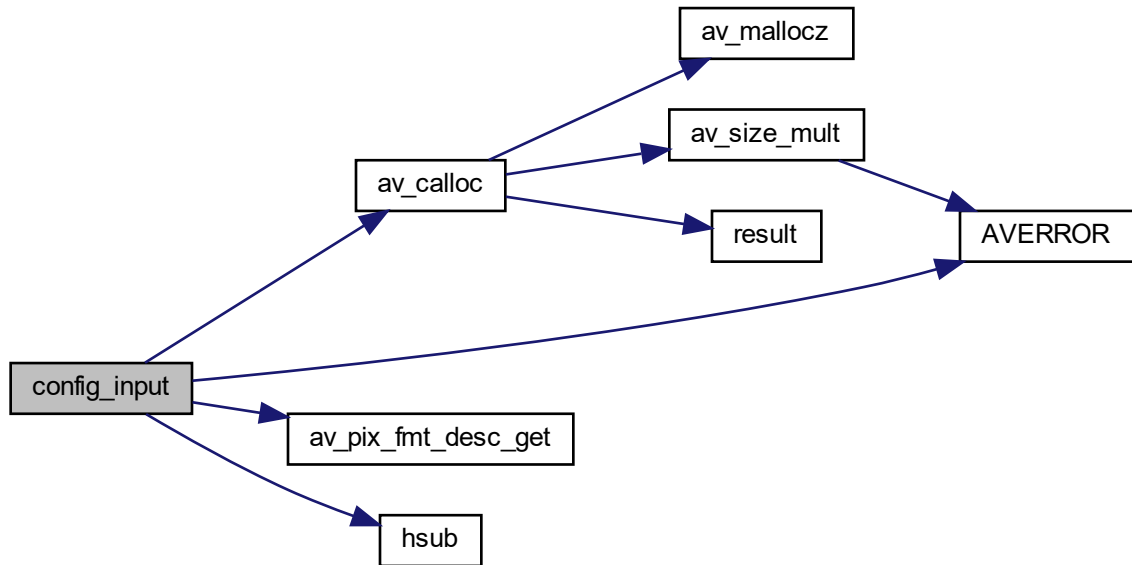 av_mallocz
av_size_mult
av_calloc
result
AVERROR
config_input
av_pix_fmt_desc_get
hsub